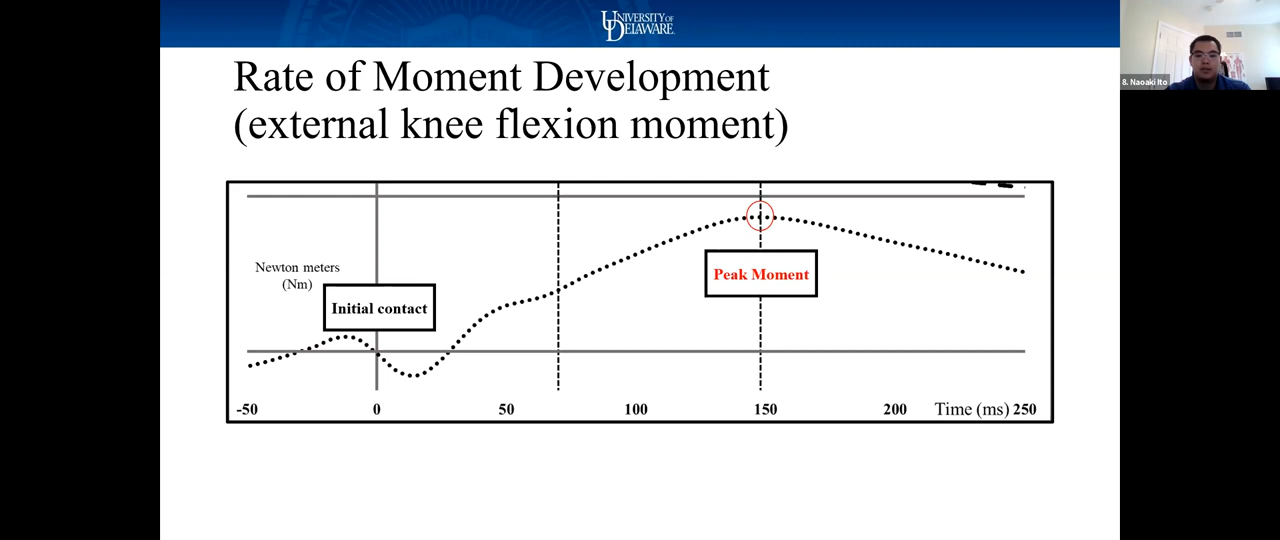 UNIVERSITY OF
DELAWARE.
8. Naoaki Ito
Rate of Moment Development
(external knee flexion moment)
Newton meters
(Nm)
Initial contact
Peak Moment
-50 0 50 100 150 200 Time (ms) 250